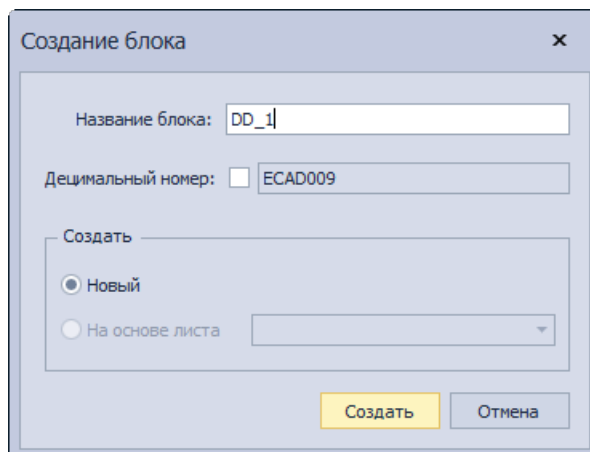 Создание блока
Название блока: DD_1
Децимальный номер: ECAD009
Создать
Новый
На основе листа
Создать Отмена